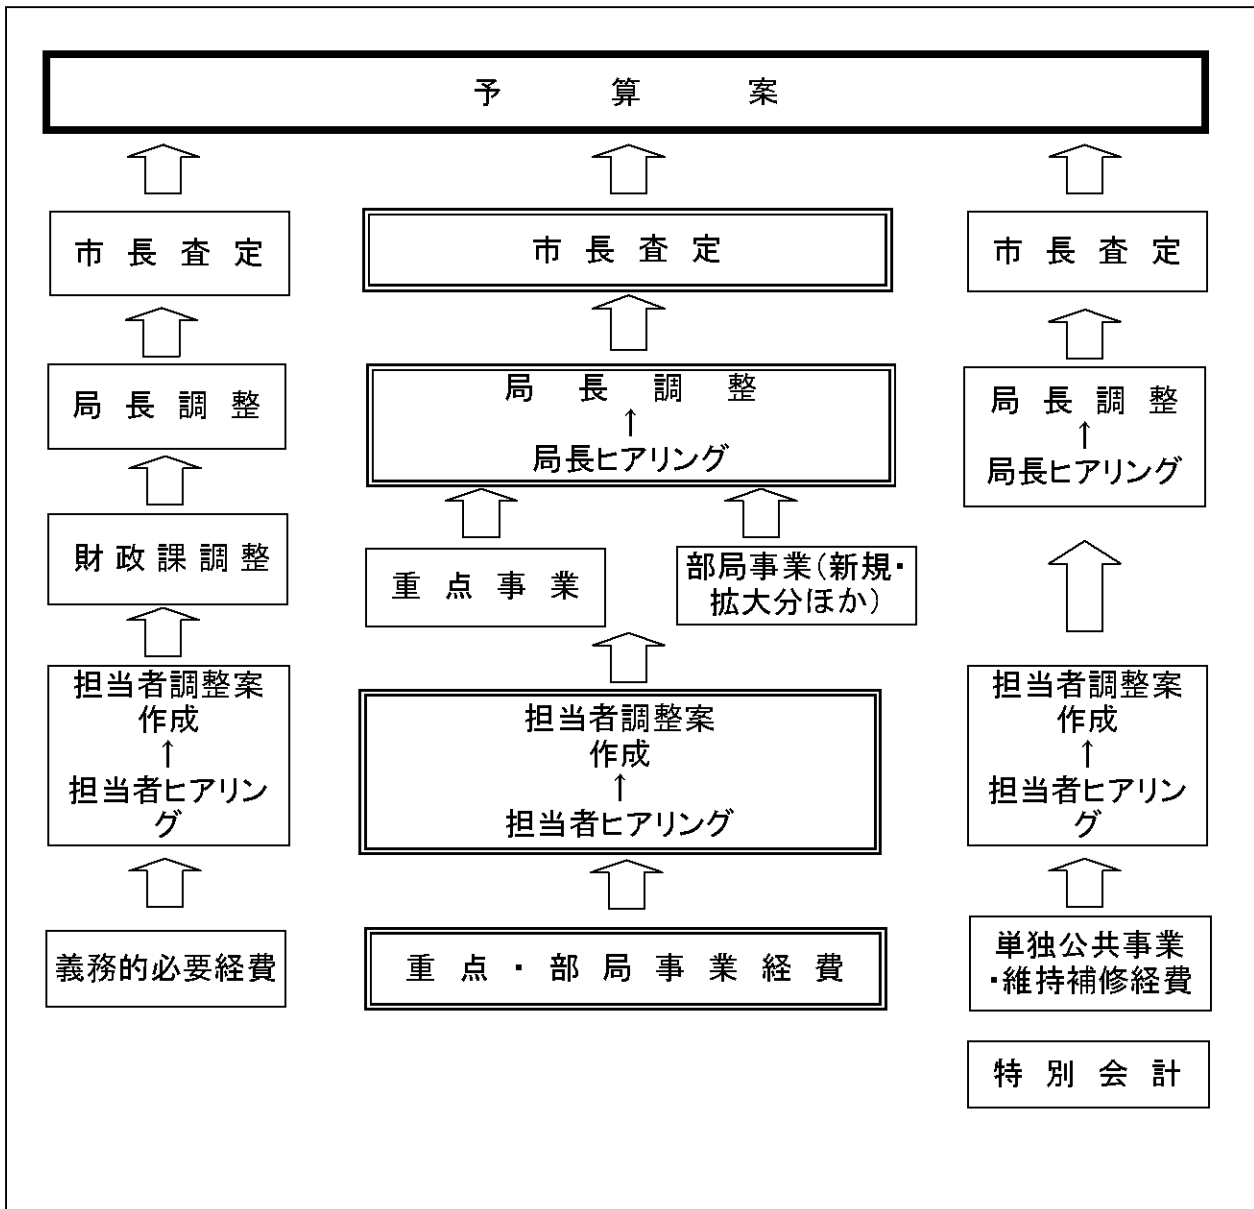 予算案
市長査定
市長査定
市長査定
局長調整
局長調整
↑
局長ヒアリング
局長調整
↑
局長ヒアリング
財政課調整
重点事業
部局事業(新規・
拡大分ほか)
担当者調整案
作成
↑
担当者ヒアリン
グ
担当者調整案
作成
↑
担当者ヒアリング
担当者調整案
作成
↑
担当者ヒアリン
グ
義務的必要経費
重点・部局事業経費
単独公共事業
・維持補修経費
特別会計